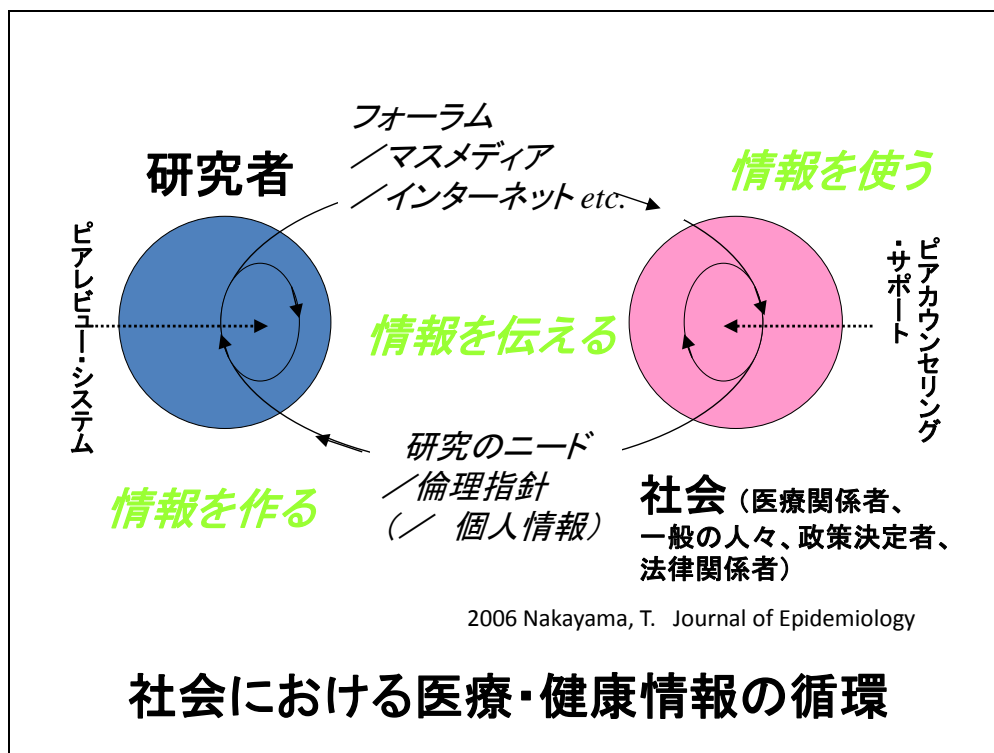 フォーラム
／マスメディア
／インターネット etc.
研究者
情報を使う
ピアレビュー・システム
ピアカウンセリング
・サポート
情報を伝える
研究のニード
／倫理指針
（／　個人情報）
情報を作る
社会（医療関係者、
一般の人々、政策決定者、
法律関係者）
2006 Nakayama, T.   Journal of Epidemiology
社会における医療・健康情報の循環